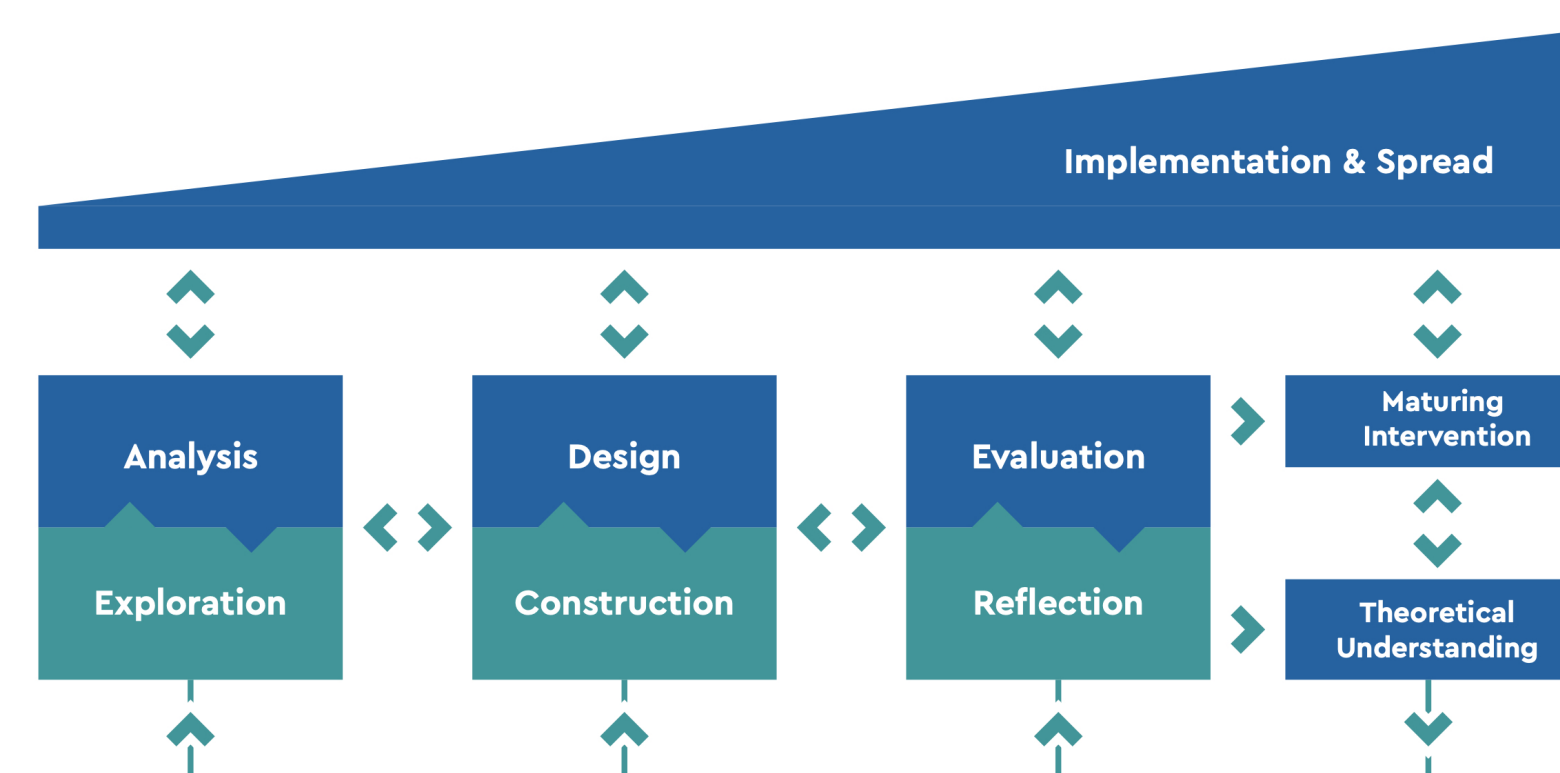 Implementation & Spread
Analysis
Exploration
Design
Construction
Evaluation
Reflection
Maturing
Intervention
Theoretical
Understanding